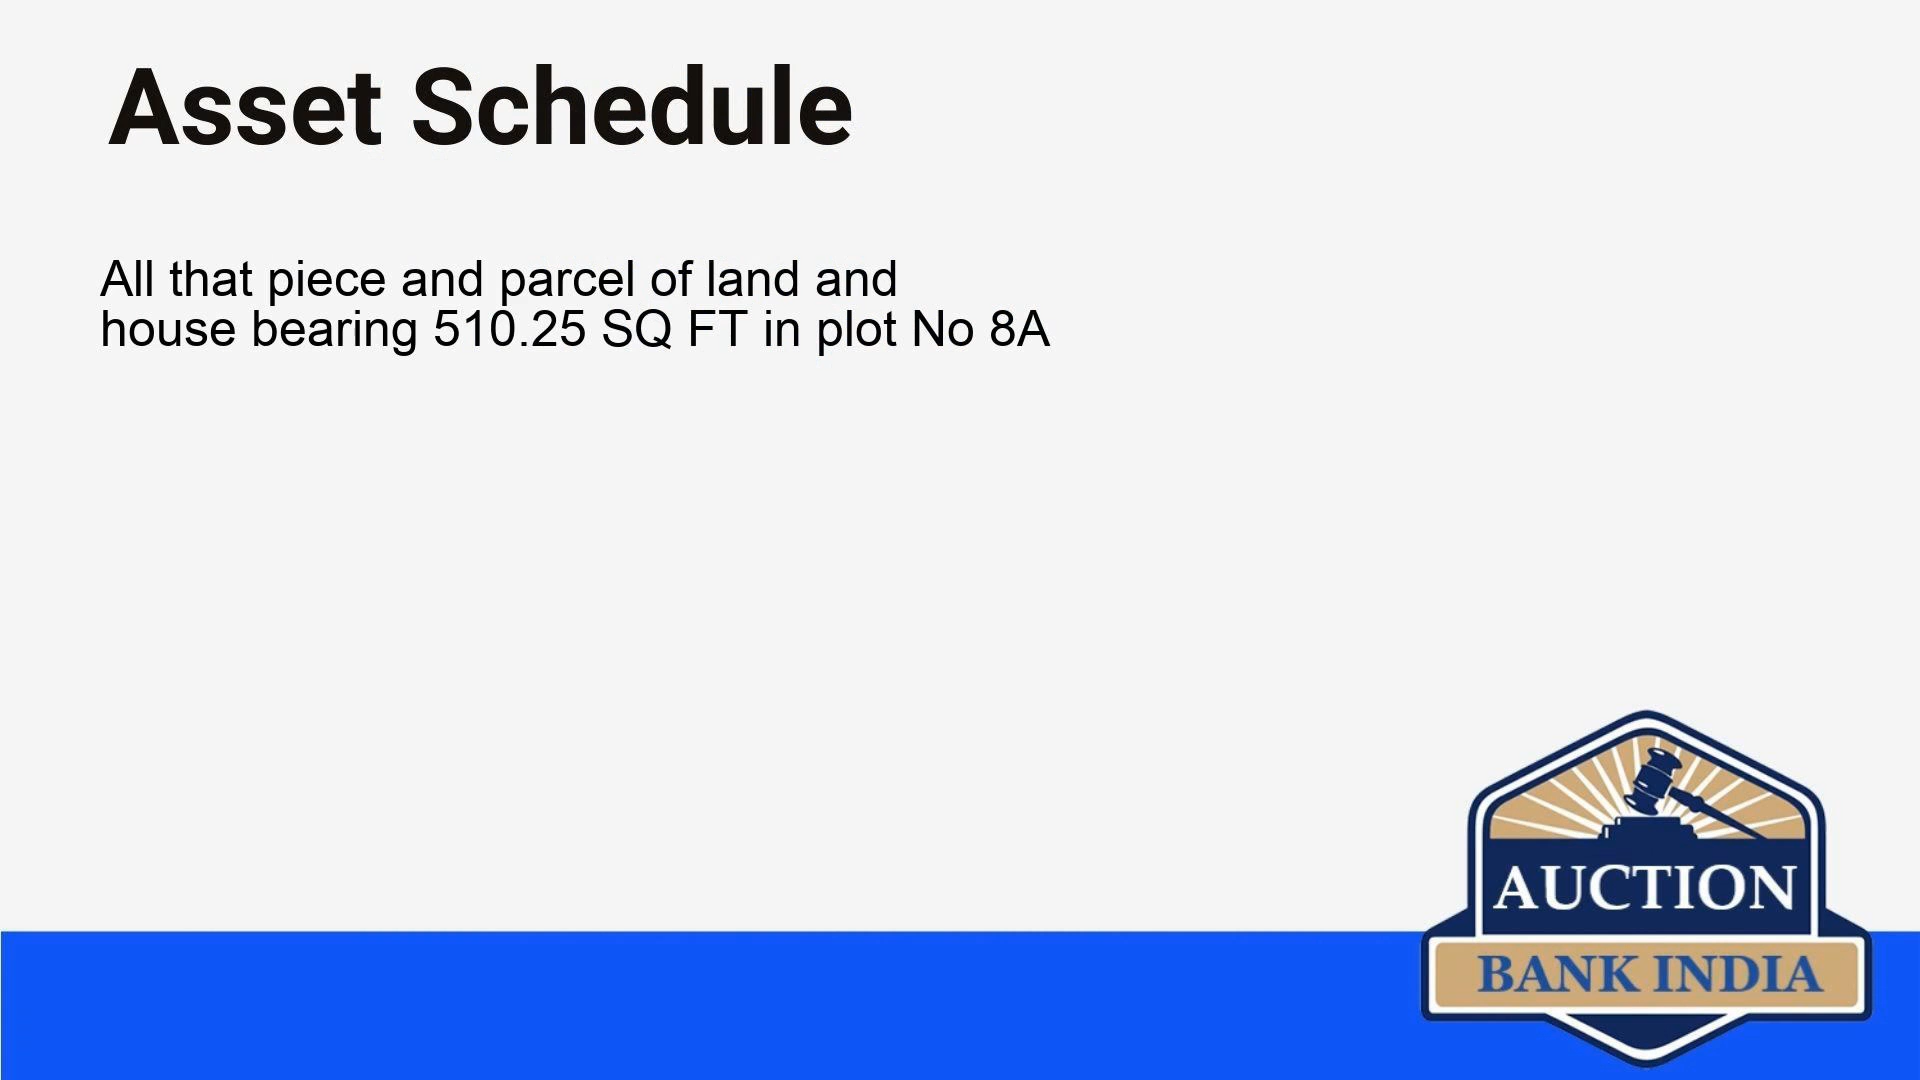 Asset Schedule
All that piece and parcel of land and
house bearing 510.25 SQ FT in plot No 8A
AUCTION
BANK INDIA